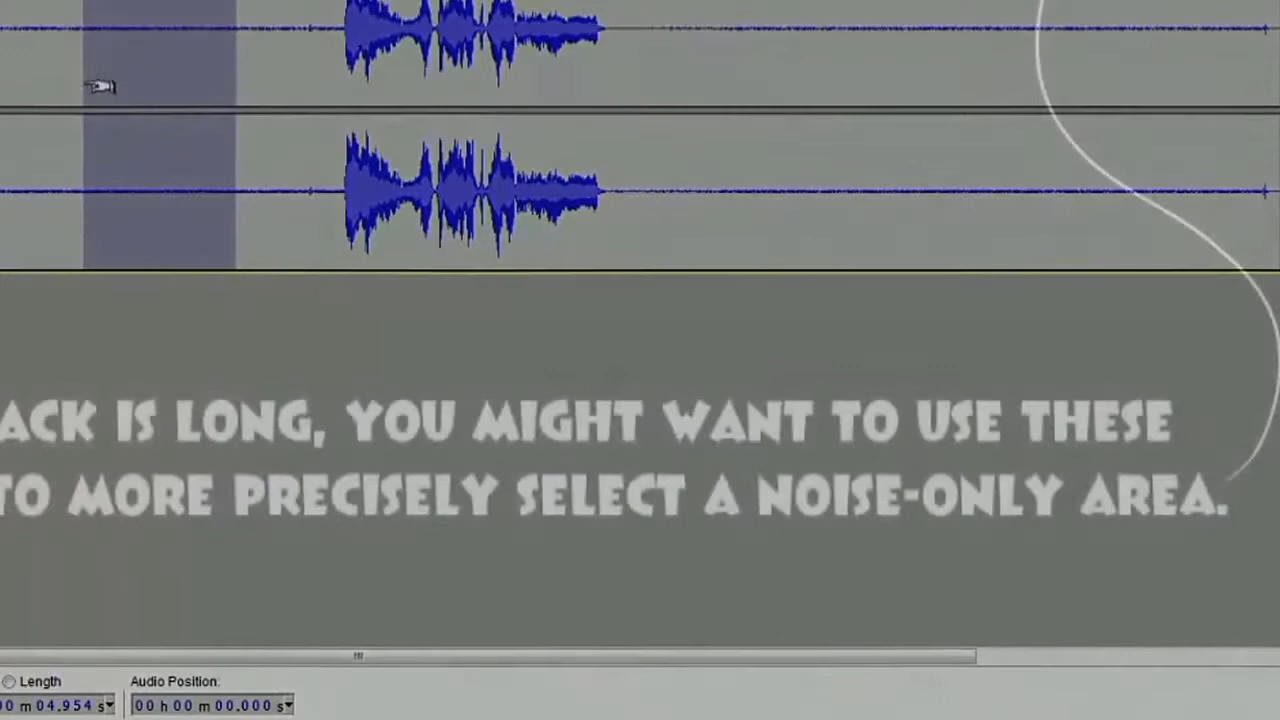 ACK IS LONG, YOU MIGHT WANT TO USE THESE
TO MORE PRECISELY SELECT A NOISE-ONLY AREA.
Length
Audio Position:
00 m 04.954 s
00 h 00 m 00.000 s